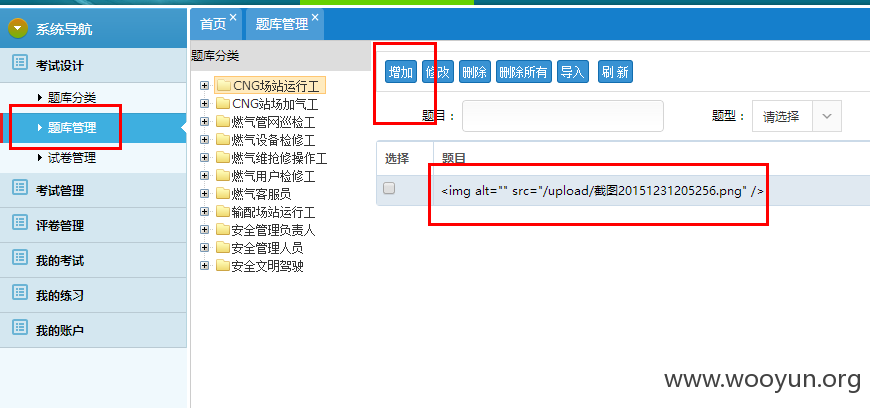 系统导航
首页
题库管理
考试设计
题库分类
题库管理
试卷管理
考试管理
评卷管理
我的考试
我的练习
我的账户
题库分类
CNG场站运行工
CNG站场加气工
燃气管网巡检工
燃气设备检修工
燃气维抢修操作工
燃气用户检修工
燃气客服员
输配场站运行工
安全管理负责人
安全管理人员
安全文明驾驶
增加 修改 删除 删除所有 导入 刷 新
题目： 题型： 请选择
选择 题目
<img alt="" src="/upload/截图20151231205256.png" />
www.wooyun.org